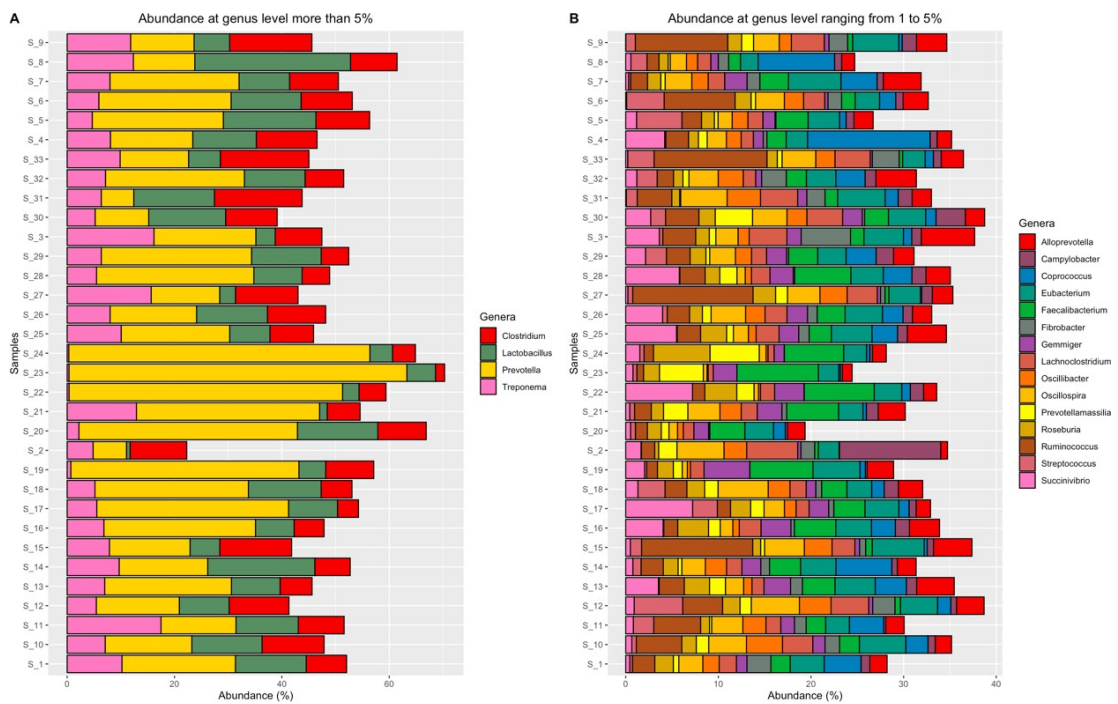 A
Abundance at genus level more than 5%
S_9
S_8
S_7
S_6
S_5
S_4
S_33
S_32
S_31
S_30
S_3
S_29
S_28
S_27
S_26
S_25
S_24
S_23
S_22
S_21
S_20
S_2
S_19
S_18
S_17
S_16
S_15
S_14
S_13
S_12
S_11
S_10
S_1
Samples
0 20 40 60
Abundance (%)
Genera
Clostridium
Lactobacillus
Prevotella
Treponema
B
Abundance at genus level ranging from 1 to 5%
S_9
S_8
S_7
S_6
S_5
S_4
S_33
S_32
S_31
S_30
S_3
S_29
S_28
S_27
S_26
S_25
S_24
S_23
S_22
S_21
S_20
S_2
S_19
S_18
S_17
S_16
S_15
S_14
S_13
S_12
S_11
S_10
S_1
Samples
0 10 20 30 40
Abundance (%)
Genera
Alloprevotella
Campylobacter
Coprococcus
Eubacterium
Faecalibacterium
Fibrobacter
Gemmiger
Lachnoclostridium
Oscillibacter
Oscillospira
Prevotellamassilia
Roseburia
Ruminococcus
Streptococcus
Succinivibrio